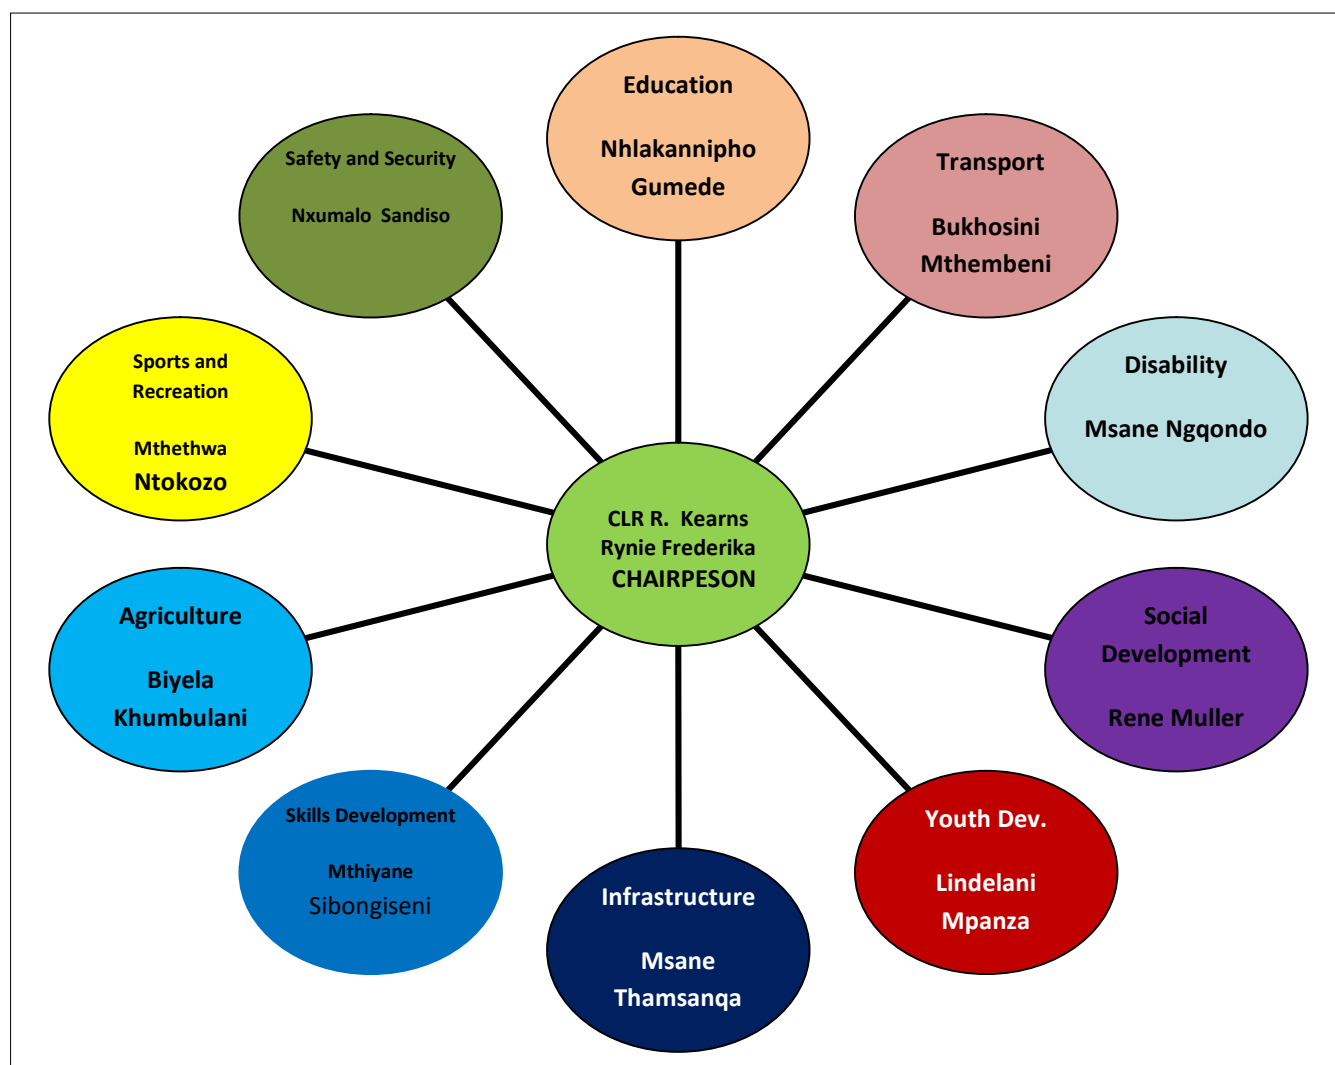 Education
Nhlakannipho
Gumede
Transport
Bukhosini
Mthembeni
Disability
Msane Ngqondo
Social
Development
Rene Muller
Youth Dev.
Lindelani
Mpanza
Infrastructure
Msane
Thamsanqa
Skills Development
Mthiyane
Sibongiseni
Agriculture
Biyela
Khumbulani
Sports and
Recreation
Mthethwa
Ntokozo
Safety and Security
Nxumalo  Sandiso
CLR R.  Kearns
Rynie Frederika
CHAIRPESON